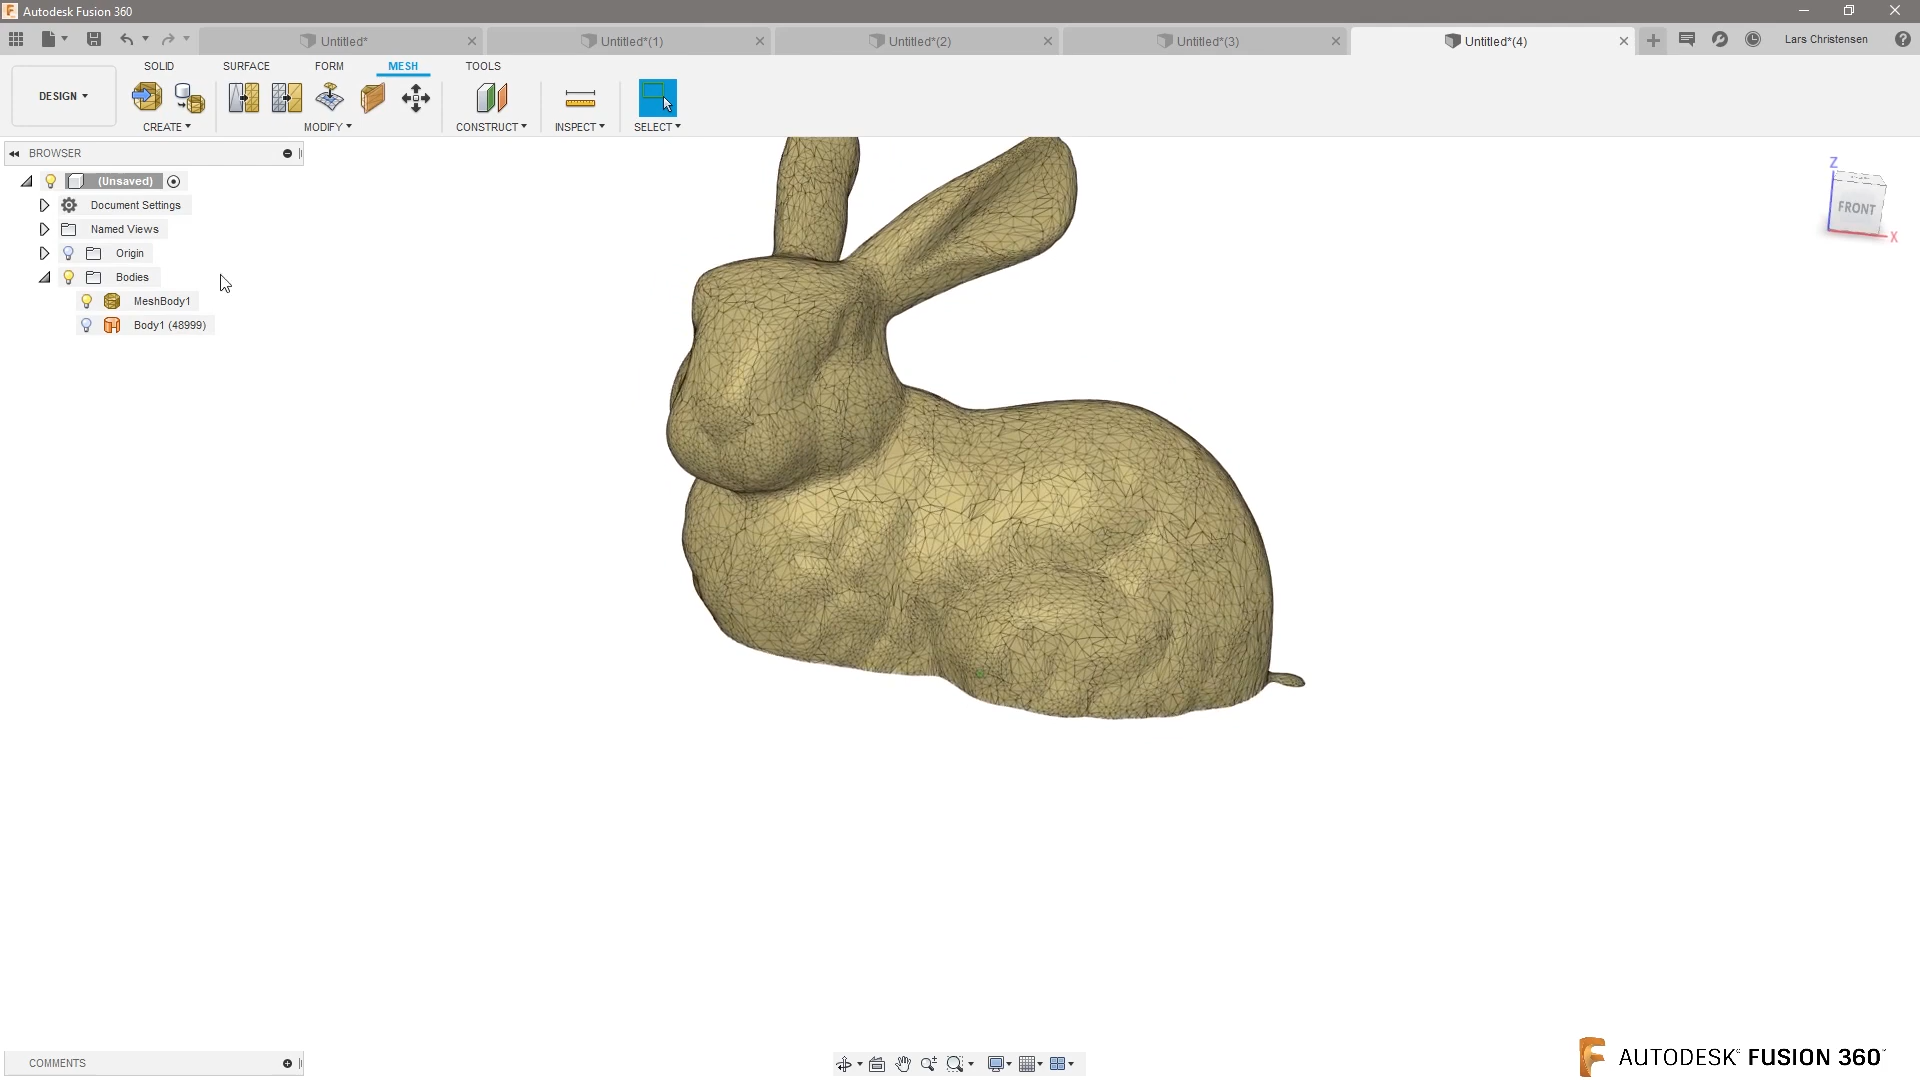 Autodesk Fusion 360
Untitled*
Untitled*(1)
Untitled*(2)
Untitled*(3)
Untitled*(4)
Lars Christensen
DESIGN
SOLID
SURFACE
FORM
MESH
TOOLS
CREATE
MODIFY
CONSTRUCT
INSPECT
SELECT
BROWSER
(Unsaved)
Document Settings
Named Views
Origin
Bodies
MeshBody1
Body1 (48999)
Z
FRONT
X
COMMENTS
AUTODESK® FUSION 360™